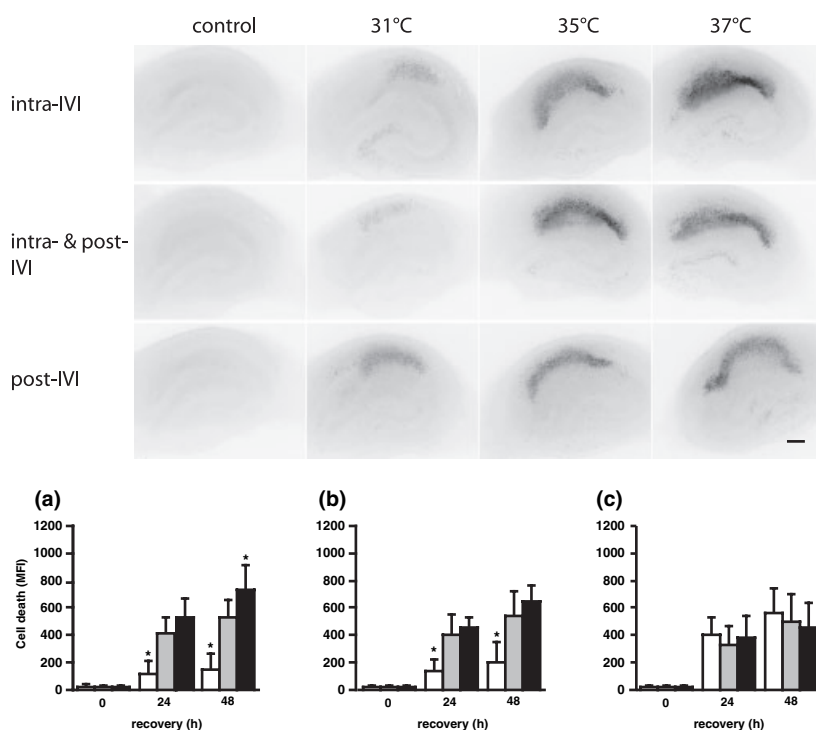 control 31°C 35°C 37°C
intra-IVI
intra- & post-
IVI
post-IVI
(a) (b) (c)
1200 1200 1200
1000 1000 1000
800 800 800
600 600 600
400 400 400
200 200 200
0 0 0
Cell death (MFI)
* * *
* *
0 24 48 0 24 48 0 24 48
recovery (h) recovery (h) recovery (h)